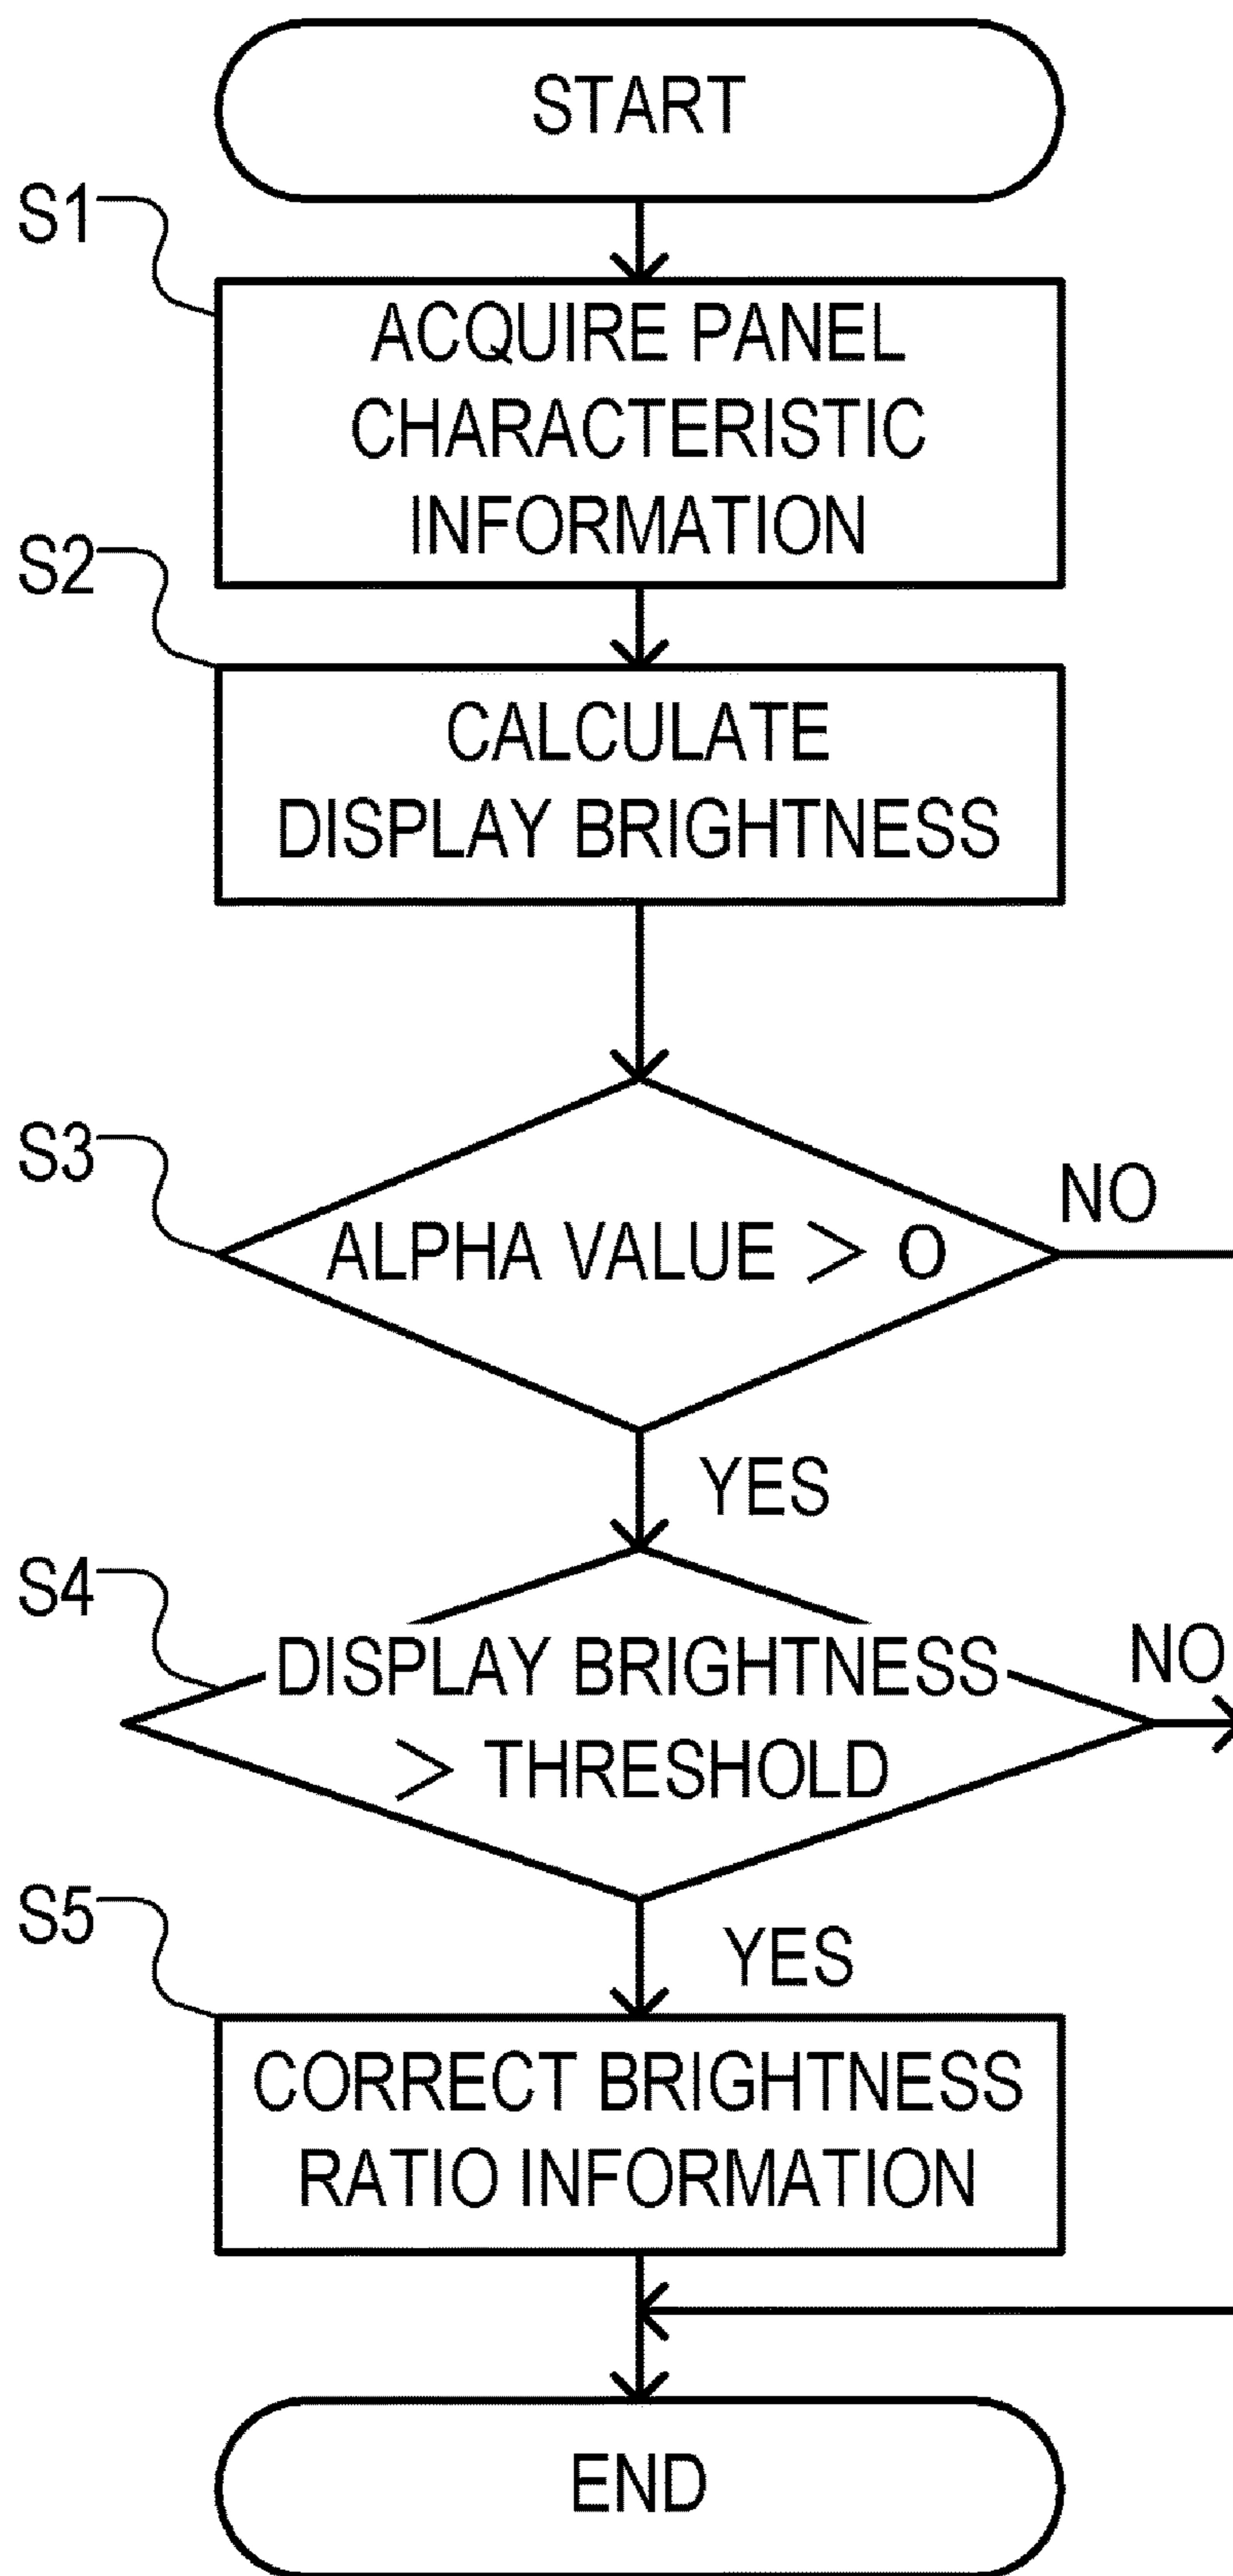 START
S1
ACQUIRE PANEL
CHARACTERISTIC
INFORMATION
S2
CALCULATE
DISPLAY BRIGHTNESS
S3
ALPHA VALUE > 0
NO
YES
S4
DISPLAY BRIGHTNESS
> THRESHOLD
NO
YES
S5
CORRECT BRIGHTNESS
RATIO INFORMATION
END